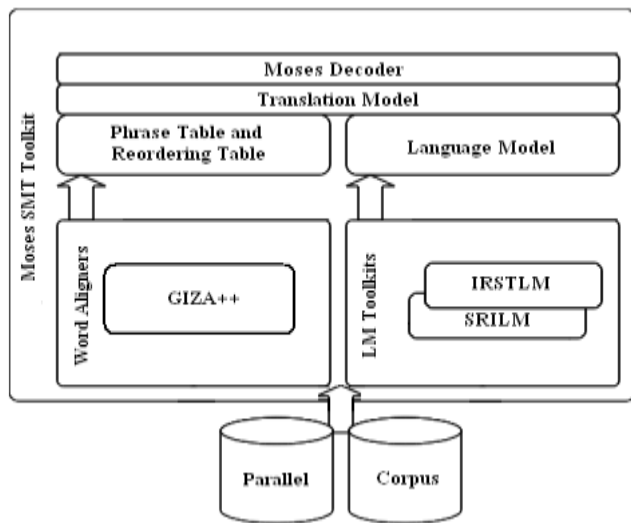 Moses Decoder
Translation Model
Phrase Table and
Reordering Table
Language Model
Moses SMT Toolkit
Word Aligners
GIZA++
LM Toolkits
IRSTLM
SRILM
Parallel
Corpus